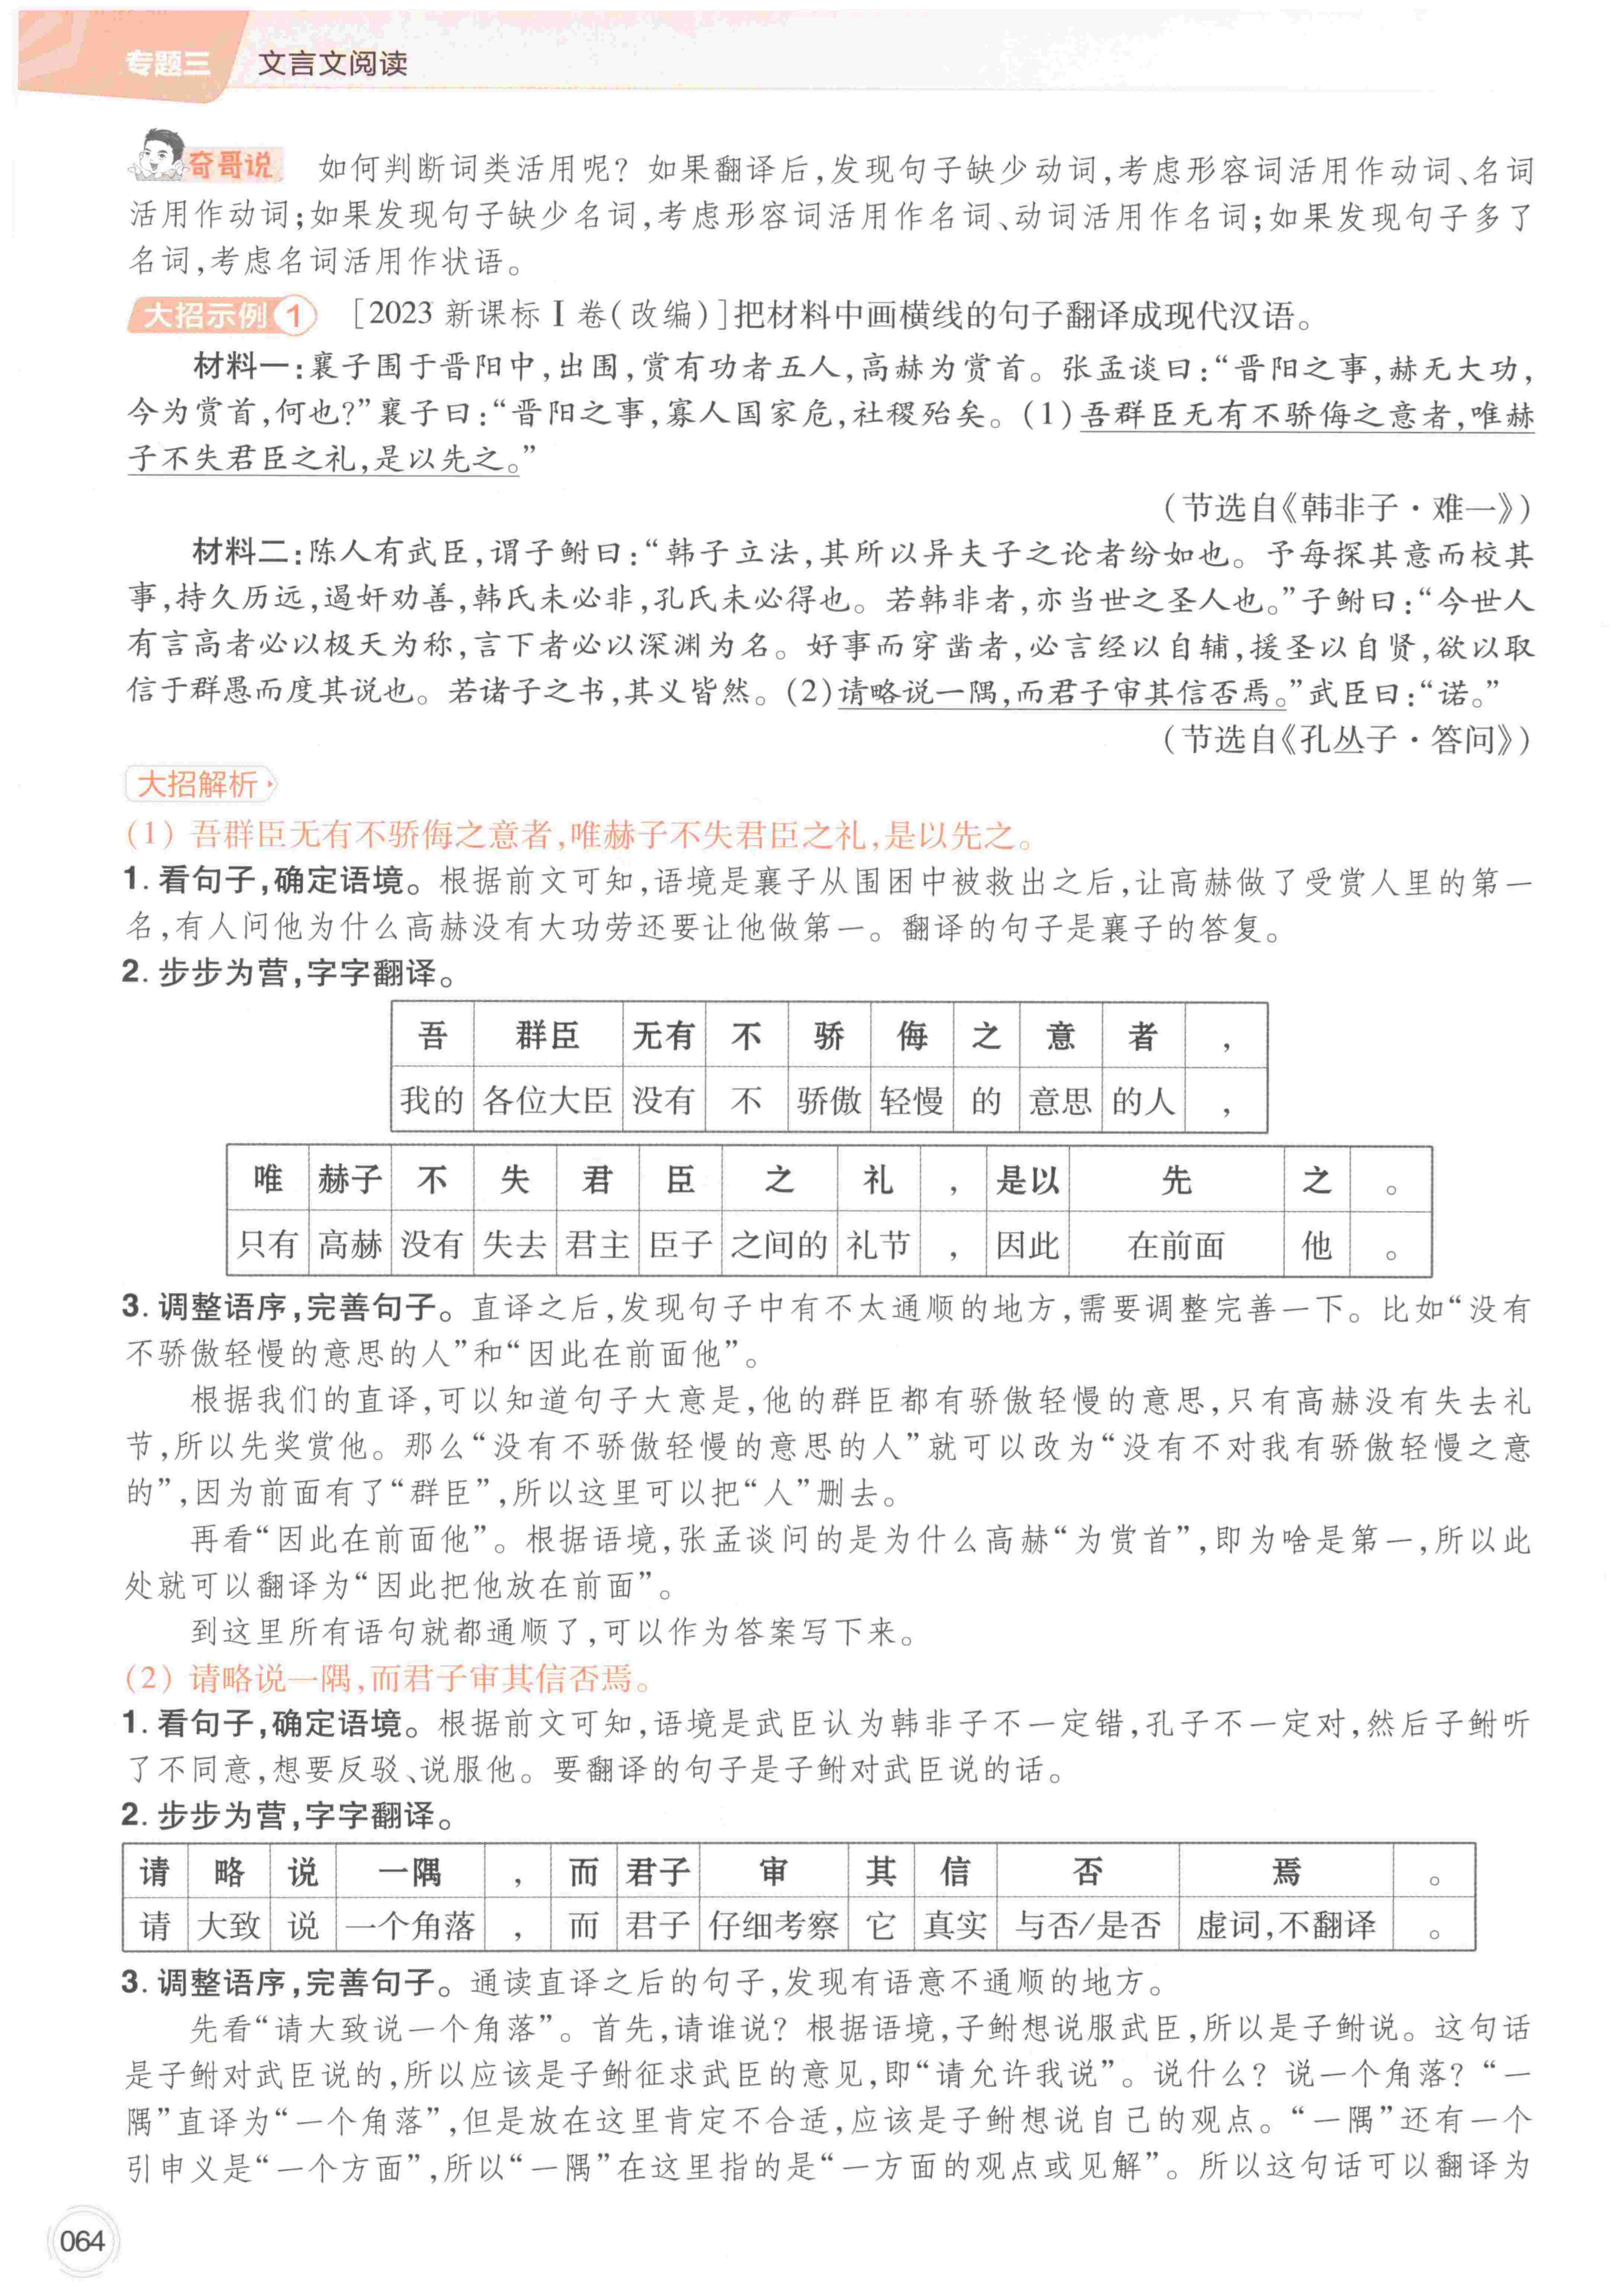 专题三 文言文阅读
奇哥说 如何判断词类活用呢？如果翻译后,发现句子缺少动词,考虑形容词活用作动词、名词
活用作动词;如果发现句子缺少名词,考虑形容词活用作名词、动词活用作名词;如果发现句子多了
名词,考虑名词活用作状语。
大招示例1 [2023 新课标Ⅰ卷(改编)]把材料中画横线的句子翻译成现代汉语。
材料一:襄子围于晋阳中,出围,赏有功者五人,高赫为赏首。张孟谈曰:“晋阳之事,赫无大功,
今为赏首,何也?”襄子曰:“晋阳之事,寡人国家危,社稷殆矣。(1)吾群臣无有不骄侮之意者,唯赫
子不失君臣之礼,是以先之。”
(节选自《韩非子·难一》)
材料二:陈人有武臣,谓子鲋曰:“韩子立法,其所以异夫子之论者纷如也。予每探其意而校其
事,持久历远,遏奸劝善,韩氏未必非,孔氏未必得也。若韩非者,亦当世之圣人也。”子鲋曰:“今世人
有言高者必以极天为称,言下者必以深渊为名。好事而穿凿者,必言经以自辅,援圣以自贤,欲以取
信于群愚而度其说也。若诸子之书,其义皆然。(2)请略说一隅,而君子审其信否焉。”武臣曰:“诺。”
(节选自《孔丛子·答问》)
大招解析
(1) 吾群臣无有不骄侮之意者,唯赫子不失君臣之礼,是以先之。
1.看句子,确定语境。根据前文可知,语境是襄子从围困中被救出之后,让高赫做了受赏人里的第一
名,有人问他为什么高赫没有大功劳还要让他做第一。翻译的句子是襄子的答复。
2.步步为营,字字翻译。
吾 群臣 无有 不 骄 侮 之 意 者 ,
我的 各位大臣 没有 不 骄傲 轻慢 的 意思 的人 ,
唯 赫子 不 失 君 臣 之 礼 , 是以 先 之 。
只有 高赫 没有 失去 君主 臣子 之间的 礼节 , 因此 在前面 他 。
3.调整语序,完善句子。直译之后,发现句子中有不太通顺的地方,需要调整完善一下。比如“没有
不骄傲轻慢的意思的人”和“因此在前面他”。
根据我们的直译,可以知道句子大意是,他的群臣都有骄傲轻慢的意思,只有高赫没有失去礼
节,所以先奖赏他。那么“没有不骄傲轻慢的意思的人”就可以改为“没有不对我有骄傲轻慢之意
的”,因为前面有了“群臣”,所以这里可以把“人”删去。
再看“因此在前面他”。根据语境,张孟谈问的是为什么高赫“为赏首”,即为啥是第一,所以此
处就可以翻译为“因此把他放在前面”。
到这里所有语句就都通顺了,可以作为答案写下来。
(2) 请略说一隅,而君子审其信否焉。
1.看句子,确定语境。根据前文可知,语境是武臣认为韩非子不一定错,孔子不一定对,然后子鲋听
了不同意,想要反驳、说服他。要翻译的句子是子鲋对武臣说的话。
2.步步为营,字字翻译。
请 略 说 一隅 , 而 君子 审 其 信 否 焉 。
请 大致 说 一个角落 , 而 君子 仔细考察 它 真实 与否/是否 虚词,不翻译 。
3.调整语序,完善句子。通读直译之后的句子,发现有语意不通顺的地方。
先看“请大致说一个角落”。首先,请谁说？根据语境,子鲋想说服武臣,所以是子鲋说。这句话
是子鲋对武臣说的,所以应该是子鲋征求武臣的意见,即“请允许我说”。说什么？说一个角落？“一
隅”直译为“一个角落”,但是放在这里肯定不合适,应该是子鲋想说自己的观点。“一隅”还有一个
引申义是“一个方面”,所以“一隅”在这里指的是“一方面的观点或见解”。所以这句话可以翻译为
064